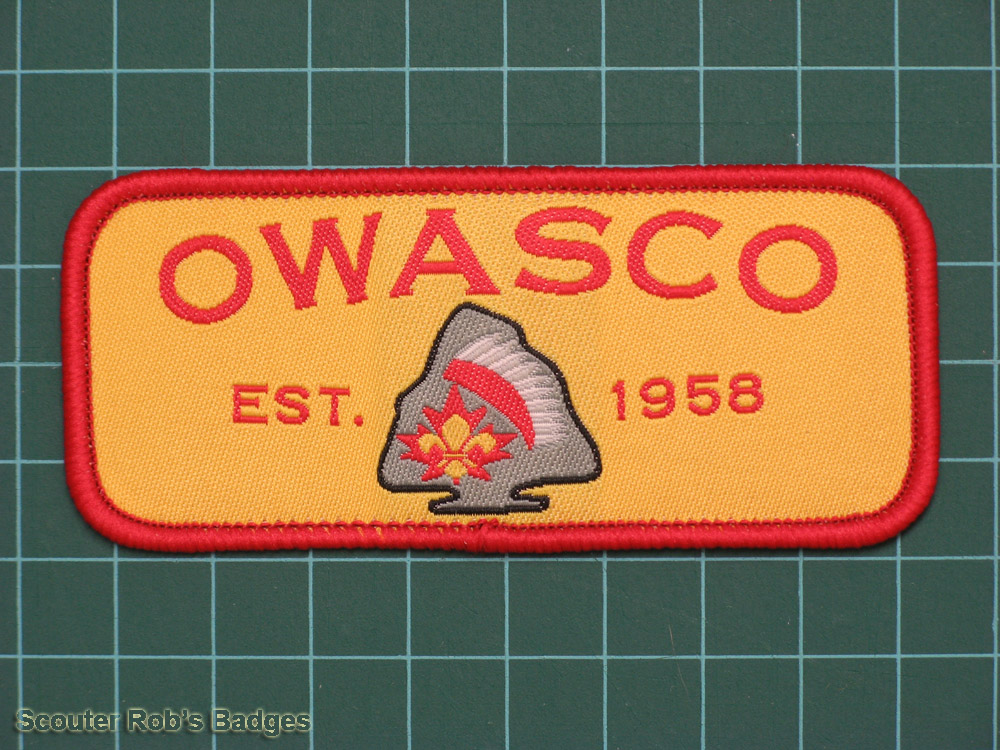 OWASCO
EST. 1958
Scouter Rob's Badges